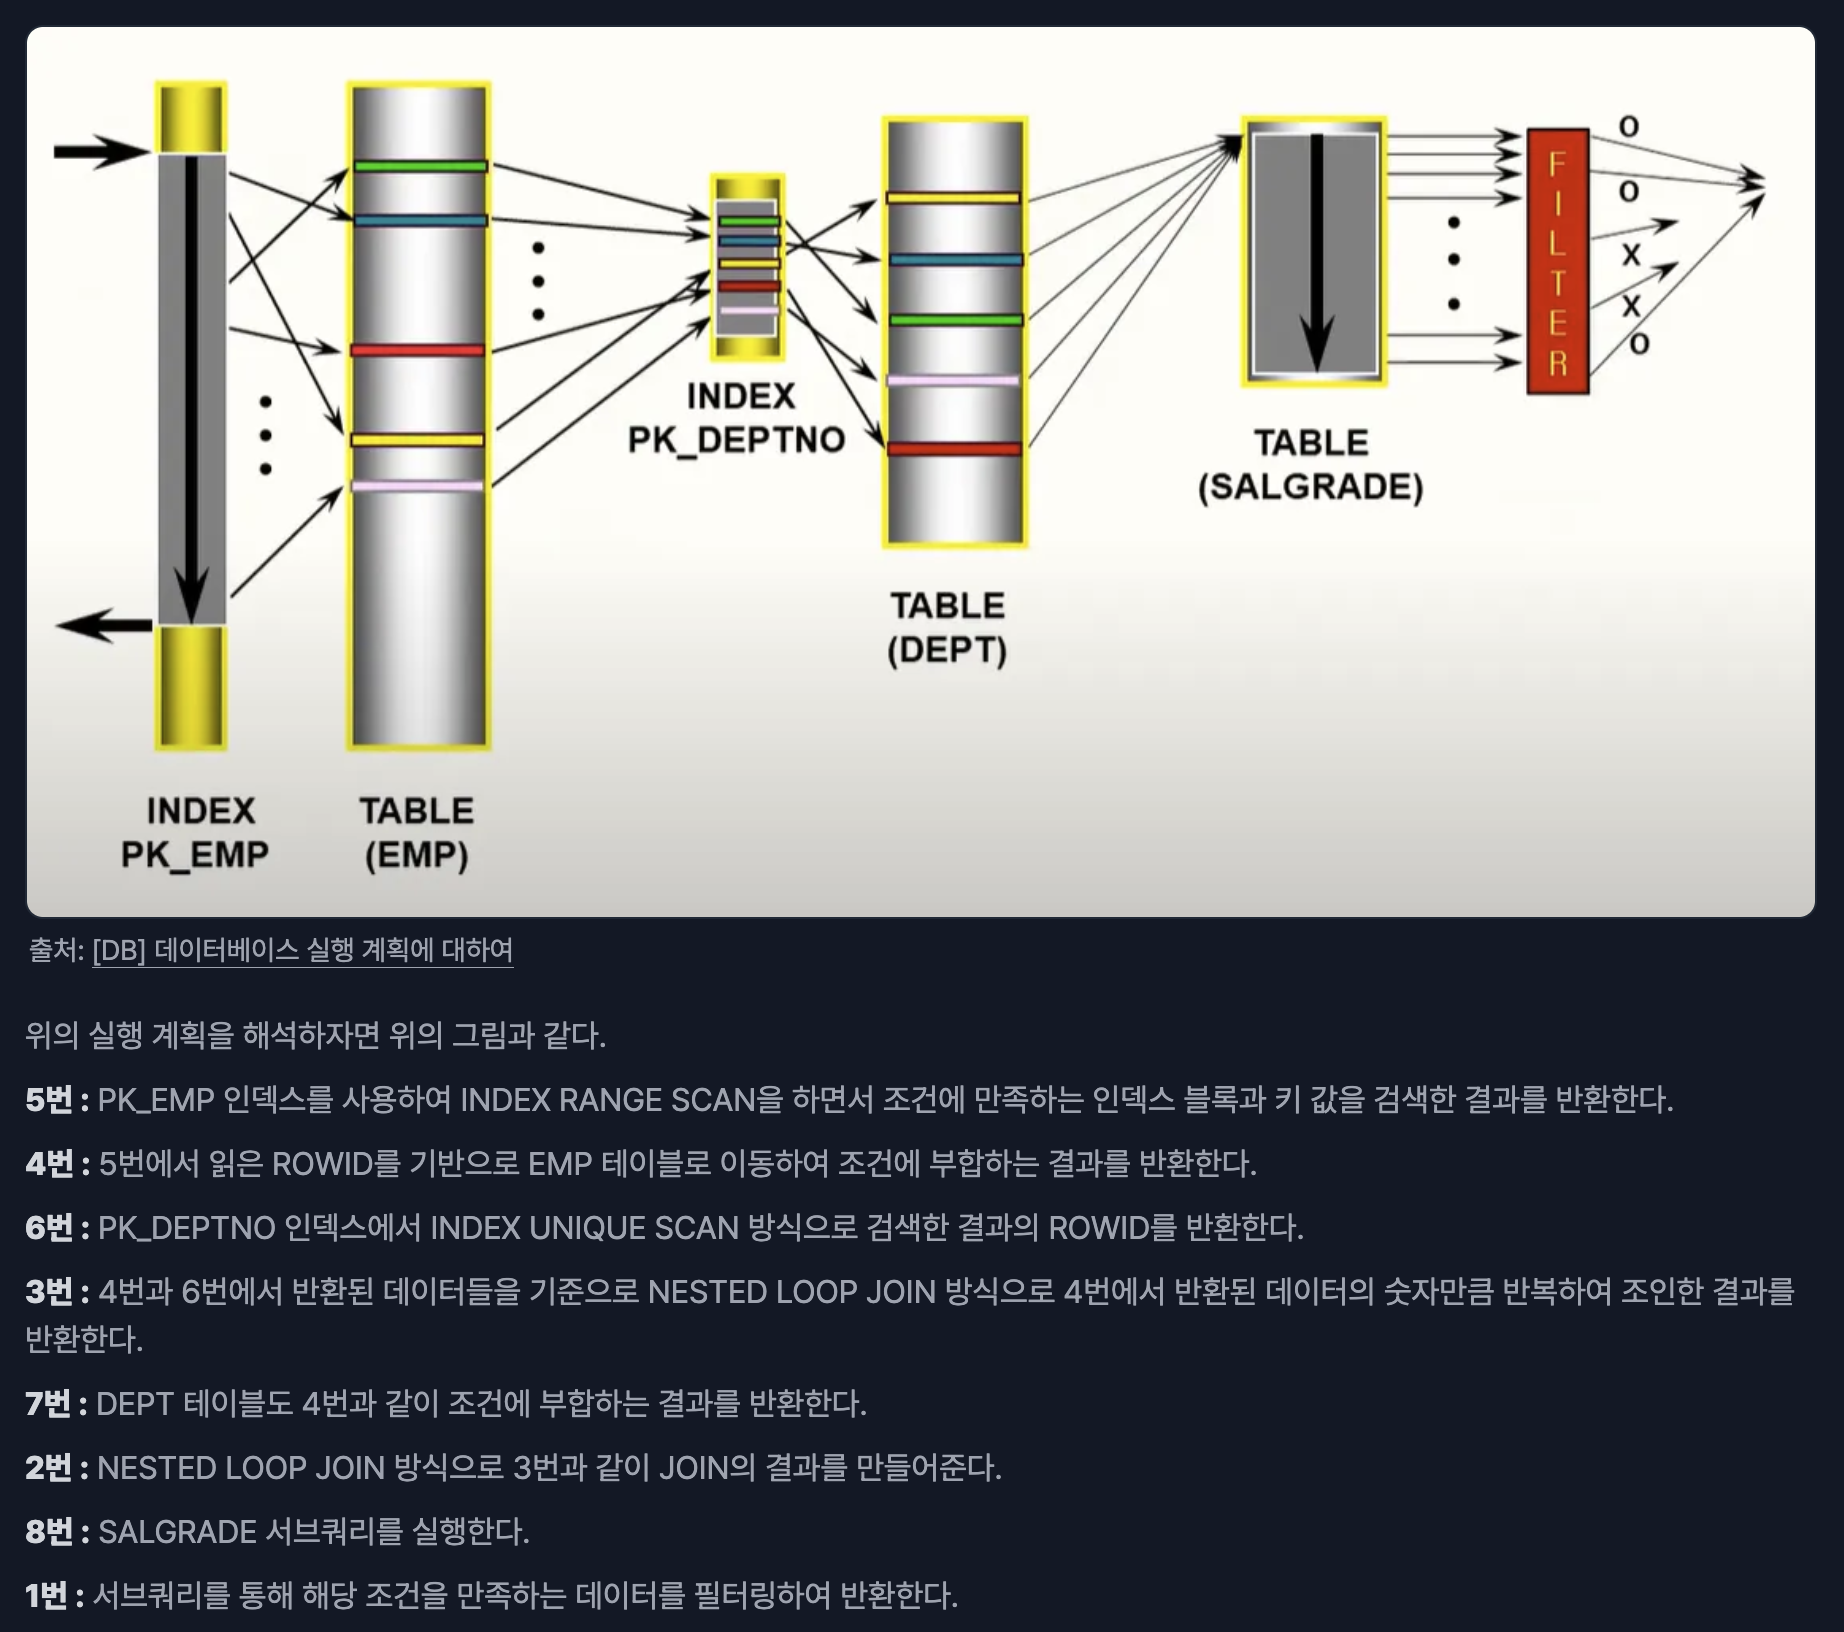 O
O
X
X
O
FILTER
INDEX
PK_DEPTNO
TABLE
(SALGRADE)
TABLE
(DEPT)
INDEX
PK_EMP
TABLE
(EMP)
출처: [DB] 데이터베이스 실행 계획에 대하여
위의 실행 계획을 해석하자면 위의 그림과 같다.
5번 : PK_EMP 인덱스를 사용하여 INDEX RANGE SCAN을 하면서 조건에 만족하는 인덱스 블록과 키 값을 검색한 결과를 반환한다.
4번 : 5번에서 읽은 ROWID를 기반으로 EMP 테이블로 이동하여 조건에 부합하는 결과를 반환한다.
6번 : PK_DEPTNO 인덱스에서 INDEX UNIQUE SCAN 방식으로 검색한 결과의 ROWID를 반환한다.
3번 : 4번과 6번에서 반환된 데이터들을 기준으로 NESTED LOOP JOIN 방식으로 4번에서 반환된 데이터의 숫자만큼 반복하여 조인한 결과를
반환한다.
7번 : DEPT 테이블도 4번과 같이 조건에 부합하는 결과를 반환한다.
2번 : NESTED LOOP JOIN 방식으로 3번과 같이 JOIN의 결과를 만들어준다.
8번 : SALGRADE 서브쿼리를 실행한다.
1번 : 서브쿼리를 통해 해당 조건을 만족하는 데이터를 필터링하여 반환한다.